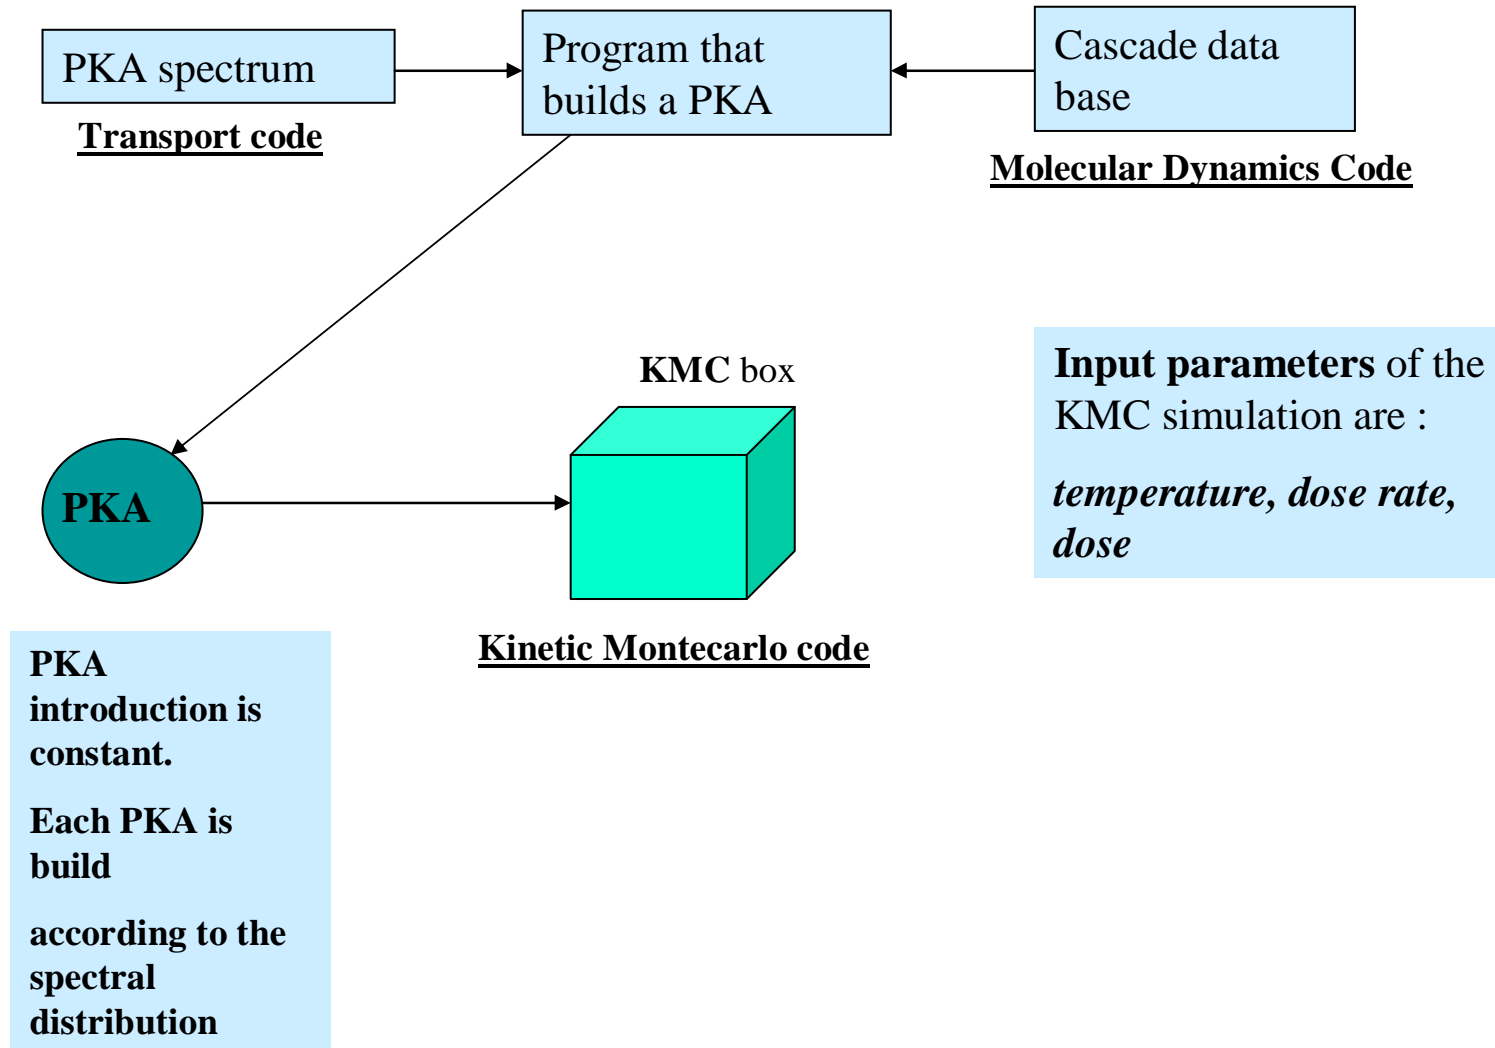 PKA spectrum
Transport code
Program that
builds a PKA
Cascade data
base
Molecular Dynamics Code
KMC box
PKA
Kinetic Montecarlo code
Input parameters of the
KMC simulation are :
temperature, dose rate,
dose
PKA
introduction is
constant.
Each PKA is
build
according to the
spectral
distribution